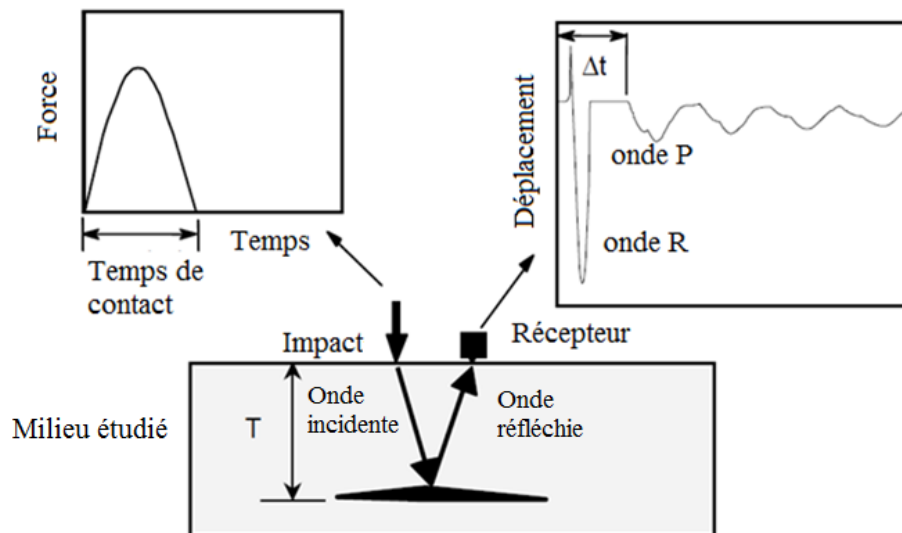 Force
Temps
Temps de
contact
Déplacement
Δt
onde P
onde R
Impact
Récepteur
Milieu étudié
T
Onde
incidente
Onde
réfléchie